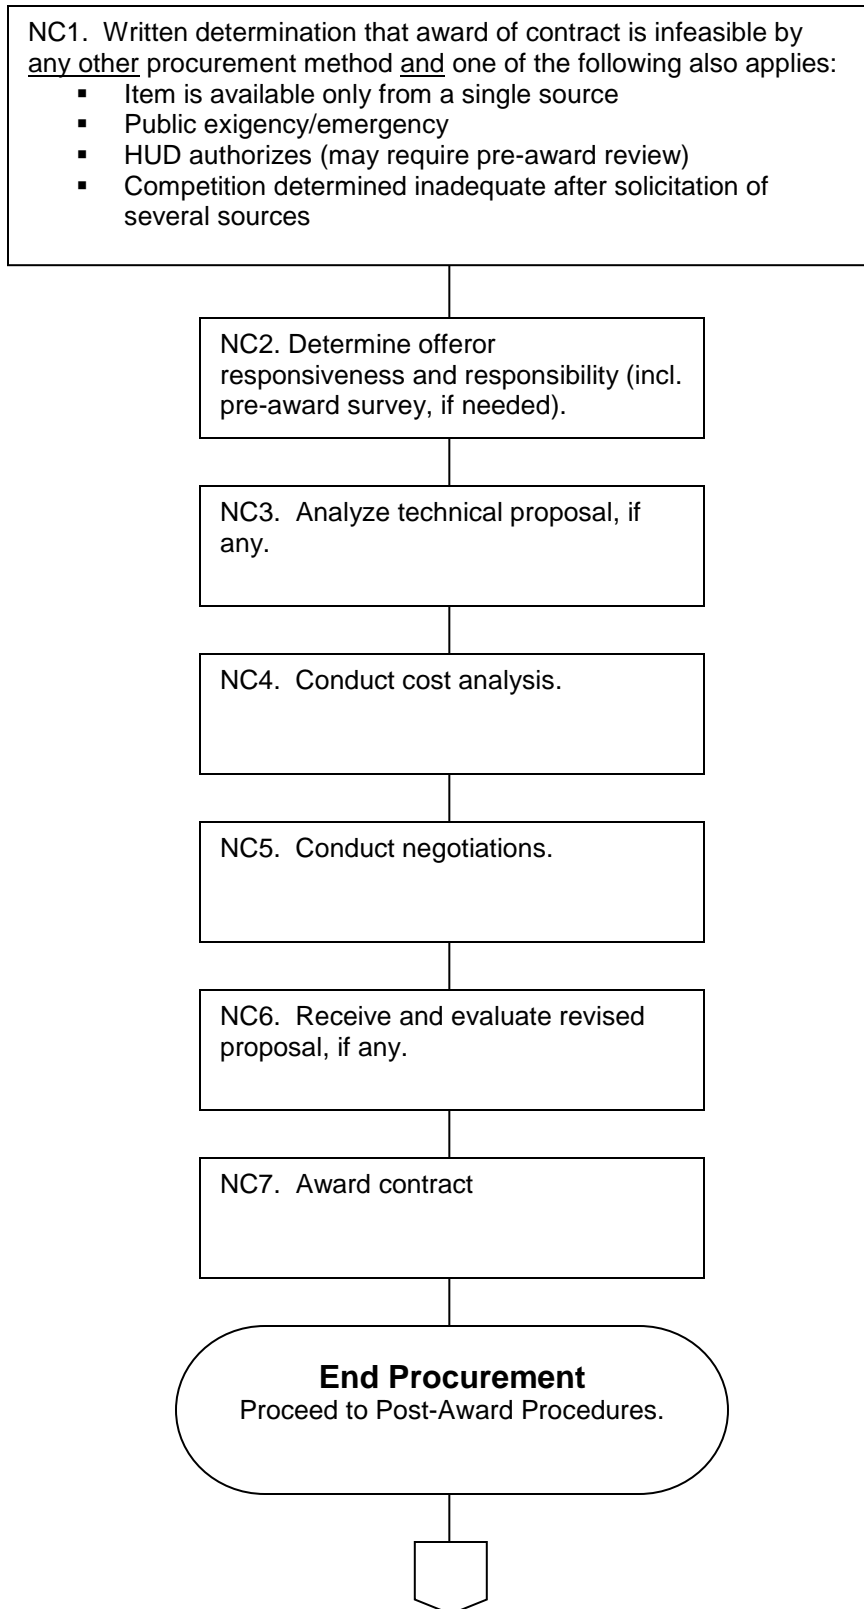 NC1.  Written determination that award of contract is infeasible by
any other procurement method and one of the following also applies:
▪ Item is available only from a single source
▪ Public exigency/emergency
▪ HUD authorizes (may require pre-award review)
▪ Competition determined inadequate after solicitation of
several sources
NC2. Determine offeror
responsiveness and responsibility (incl.
pre-award survey, if needed).
NC3.  Analyze technical proposal, if
any.
NC4.  Conduct cost analysis.
NC5.  Conduct negotiations.
NC6.  Receive and evaluate revised
proposal, if any.
NC7.  Award contract
End Procurement
Proceed to Post-Award Procedures.